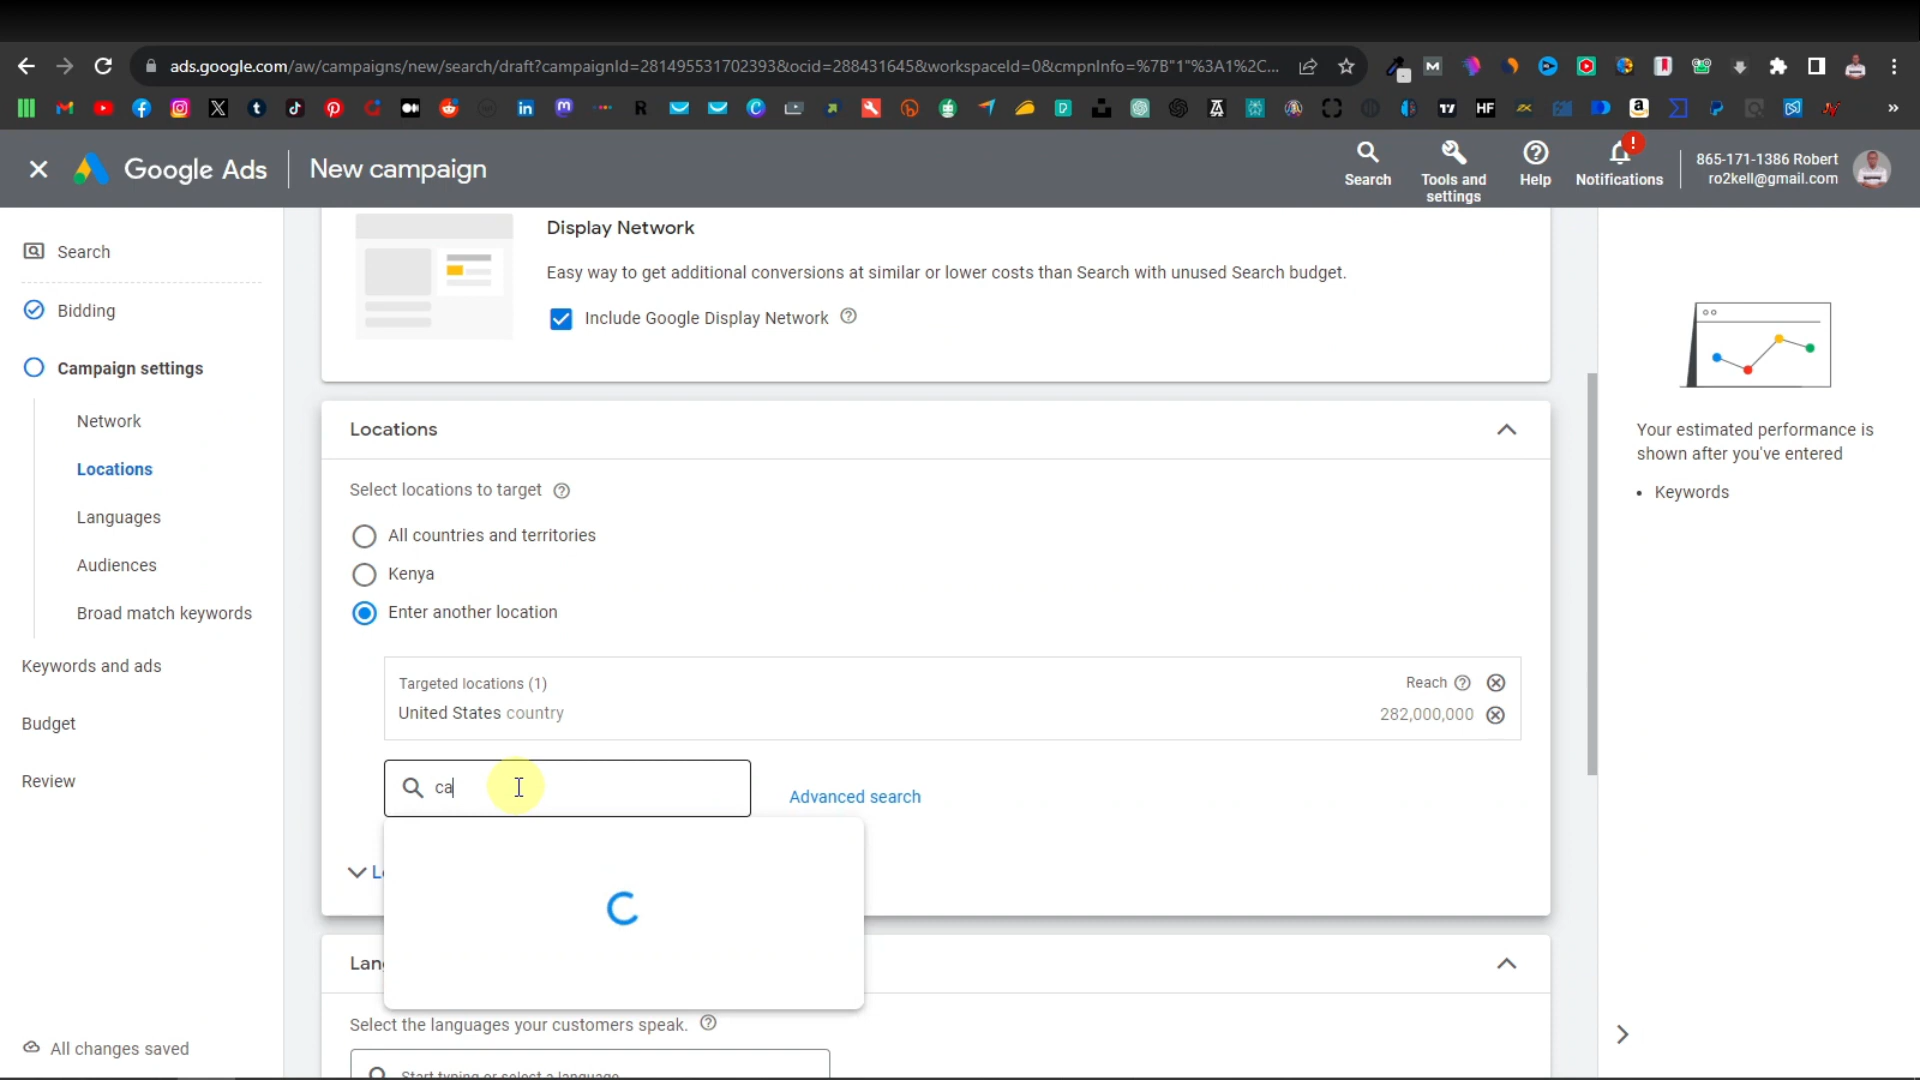 ads.google.com/aw/campaigns/new/search/draft?campaignId=281495531702393&ocid=288431645&workspaceId=0&cmpnInfo=%7B"1"%3A1%2C...
Google Ads
New campaign
Search
Tools and settings
Help
Notifications
865-171-1386 Robert
ro2kell@gmail.com
Search
Bidding
Campaign settings
Network
Locations
Languages
Audiences
Broad match keywords
Keywords and ads
Budget
Review
All changes saved
Display Network
Easy way to get additional conversions at similar or lower costs than Search with unused Search budget.
Include Google Display Network
Locations
Select locations to target
All countries and territories
Kenya
Enter another location
Targeted locations (1)
Reach
United States country
282,000,000
ca
Advanced search
Select the languages your customers speak.
Start typing or select a language
Your estimated performance is
shown after you've entered
• Keywords